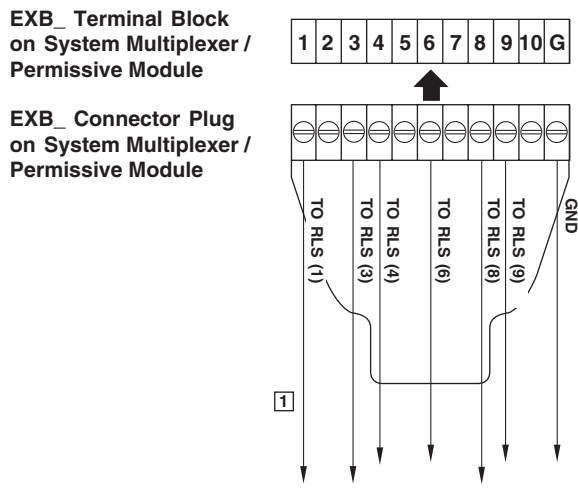 EXB_ Terminal Block
on System Multiplexer /
Permissive Module
1 2 3 4 5 6 7 8 9 10 G
EXB_ Connector Plug
on System Multiplexer /
Permissive Module
TO RLS (1)
TO RLS (3)
TO RLS (4)
TO RLS (6)
TO RLS (8)
TO RLS (9)
GND
1